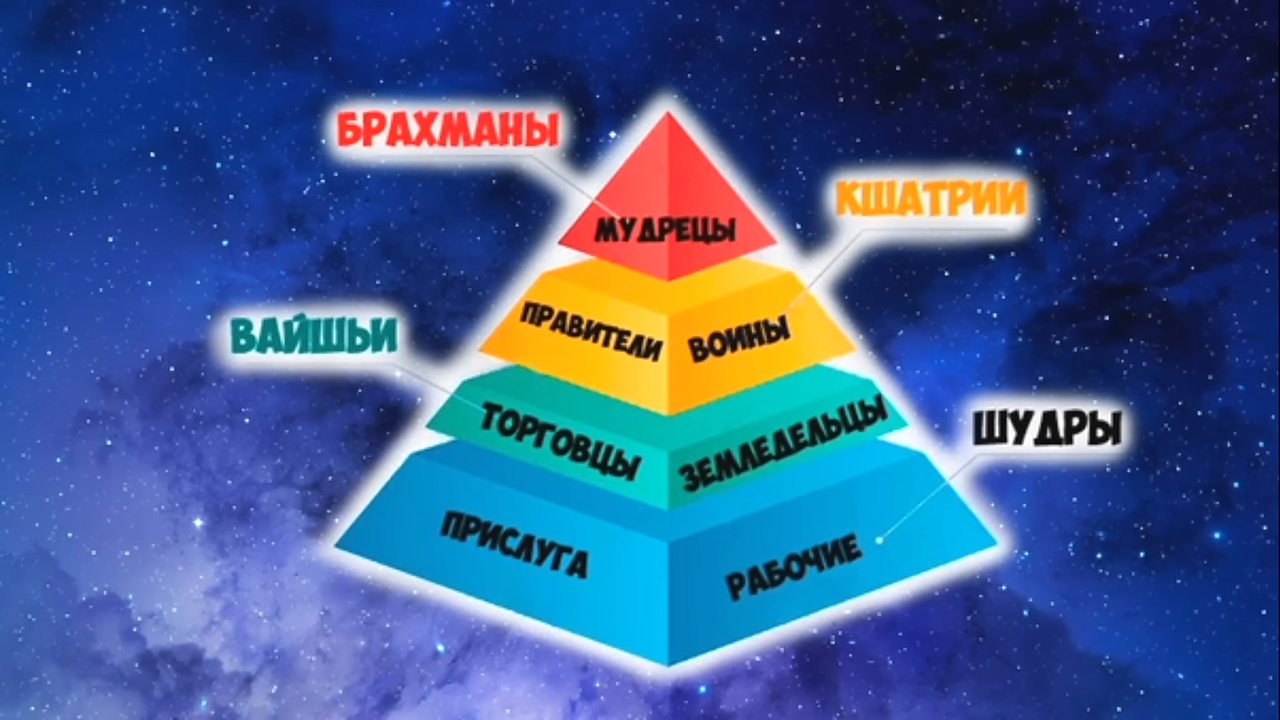 БРАХМАНЫ
МУДРЕЦЫ
КШАТРИИ
ПРАВИТЕЛИ
ВОИНЫ
ВАЙШЬИ
ТОРГОВЦЫ
ЗЕМЛЕДЕЛЬЦЫ
ШУДРЫ
ПРИСЛУГА
РАБОЧИЕ